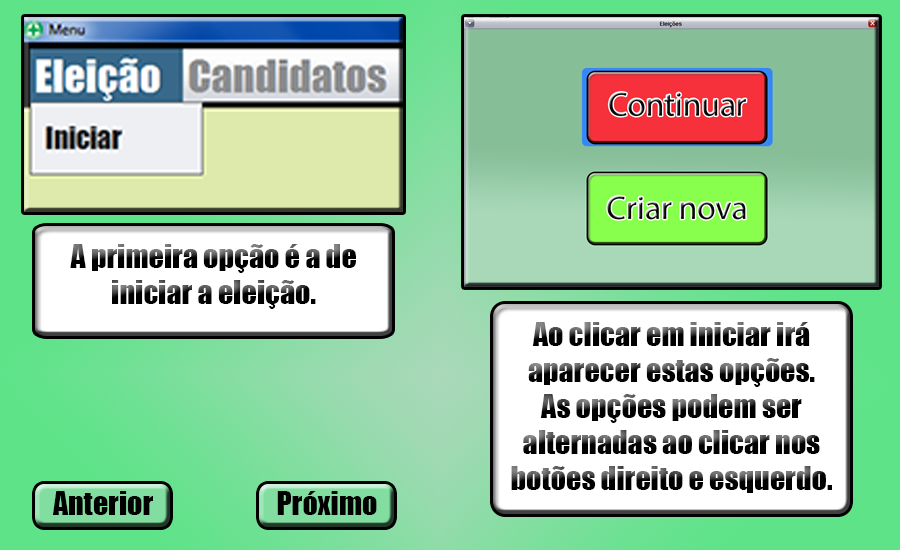 Menu
Eleição Candidatos
Iniciar
A primeira opção é a de
iniciar a eleição.
Eleições
Continuar
Criar nova
Ao clicar em iniciar irá
aparecer estas opções.
As opções podem ser
alternadas ao clicar nos
botões direito e esquerdo.
Anterior
Próximo